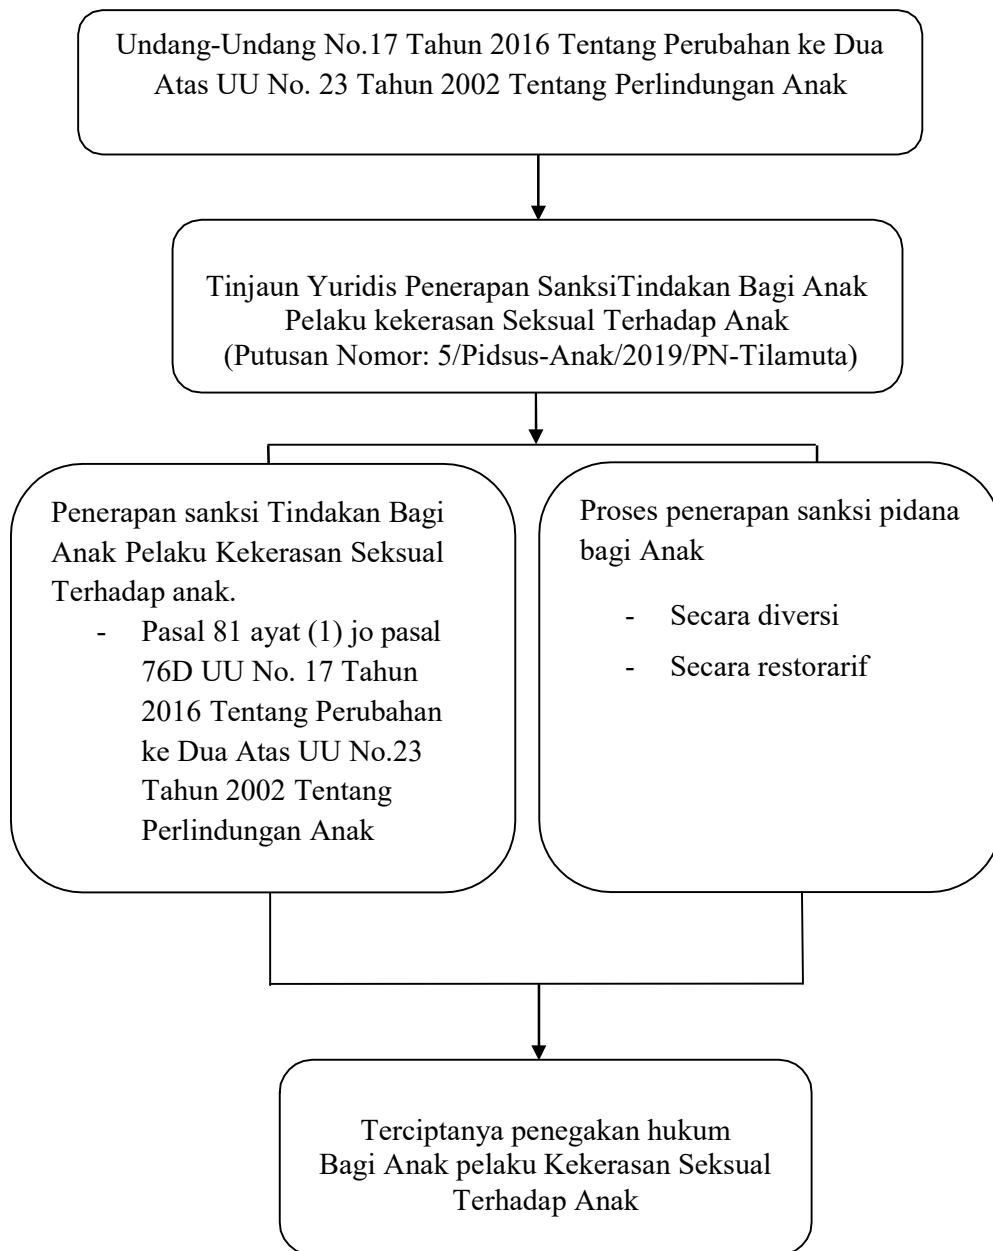 Undang-Undang No.17 Tahun 2016 Tentang Perubahan ke Dua
Atas UU No. 23 Tahun 2002 Tentang Perlindungan Anak
Tinjaun Yuridis Penerapan SanksiTindakan Bagi Anak
Pelaku kekerasan Seksual Terhadap Anak
(Putusan Nomor: 5/Pidsus-Anak/2019/PN-Tilamuta)
Penerapan sanksi Tindakan Bagi
Anak Pelaku Kekerasan Seksual
Terhadap anak.
- Pasal 81 ayat (1) jo pasal
76D UU No. 17 Tahun
2016 Tentang Perubahan
ke Dua Atas UU No.23
Tahun 2002 Tentang
Perlindungan Anak
Proses penerapan sanksi pidana
bagi Anak
- Secara diversi
- Secara restorarif
Terciptanya penegakan hukum
Bagi Anak pelaku Kekerasan Seksual
Terhadap Anak